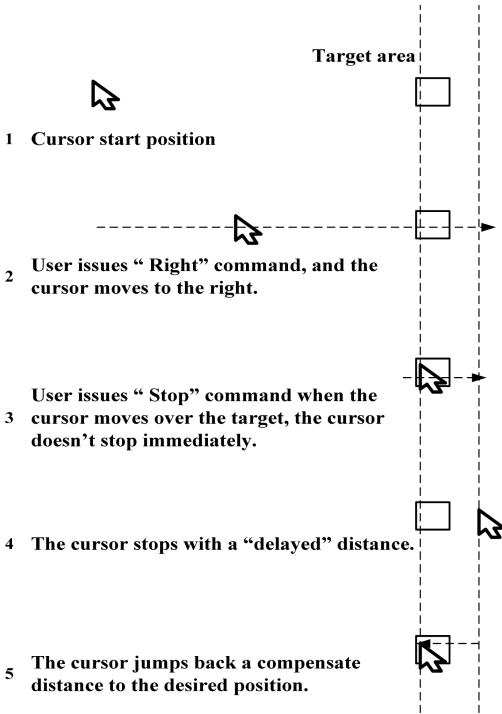 Target area
1 Cursor start position
2 User issues “ Right” command, and the
cursor moves to the right.
3 User issues “ Stop” command when the
cursor moves over the target, the cursor
doesn’t stop immediately.
4 The cursor stops with a “delayed” distance.
5 The cursor jumps back a compensate
distance to the desired position.